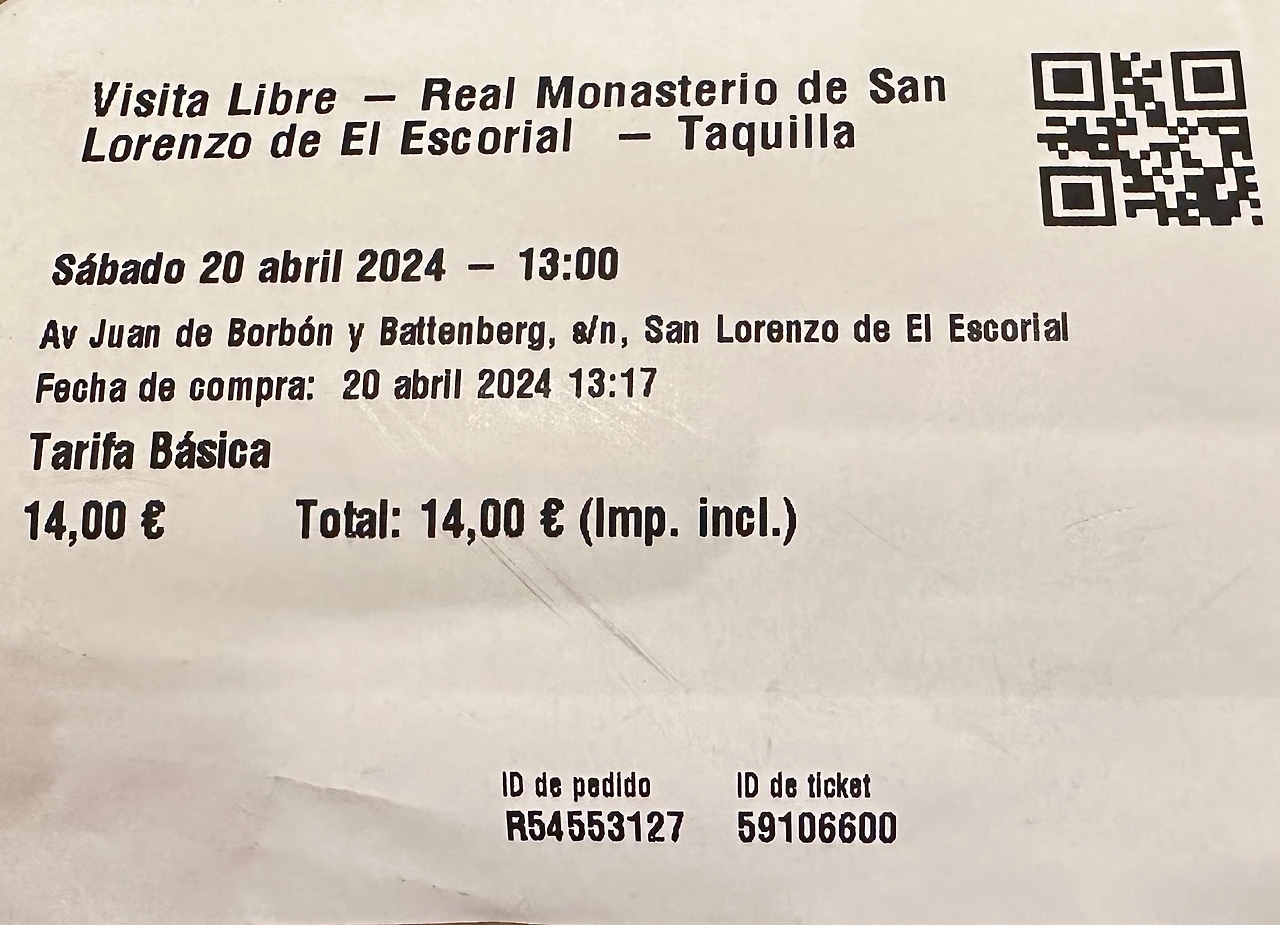 Visita Libre – Real Monasterio de San
Lorenzo de El Escorial – Taquilla
Sábado 20 abril 2024 – 13:00
Av Juan de Borbón y Battenberg, s/n, San Lorenzo de El Escorial
Fecha de compra: 20 abril 2024 13:17
Tarifa Básica
14,00 € Total: 14,00 € (Imp. incl.)
ID de pedido ID de ticket
R54553127 59106600